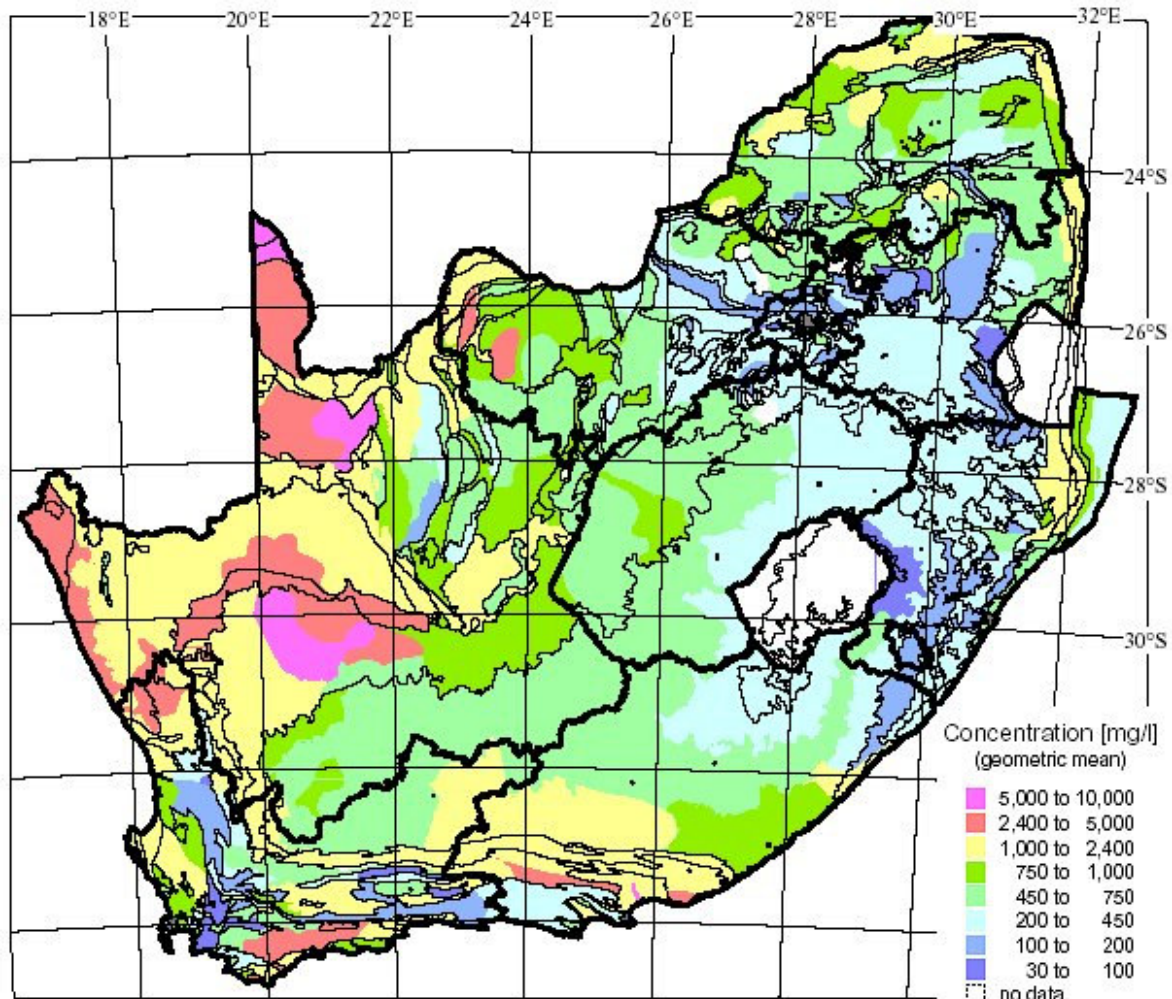 18°E 20°E 22°E 24°E 26°E 28°E 30°E 32°E
24°S
26°S
28°S
30°S
Concentration [mg/l]
(geometric mean)
5,000 to 10,000
2,400 to 5,000
1,000 to 2,400
750 to 1,000
450 to 750
200 to 450
100 to 200
30 to 100
no data